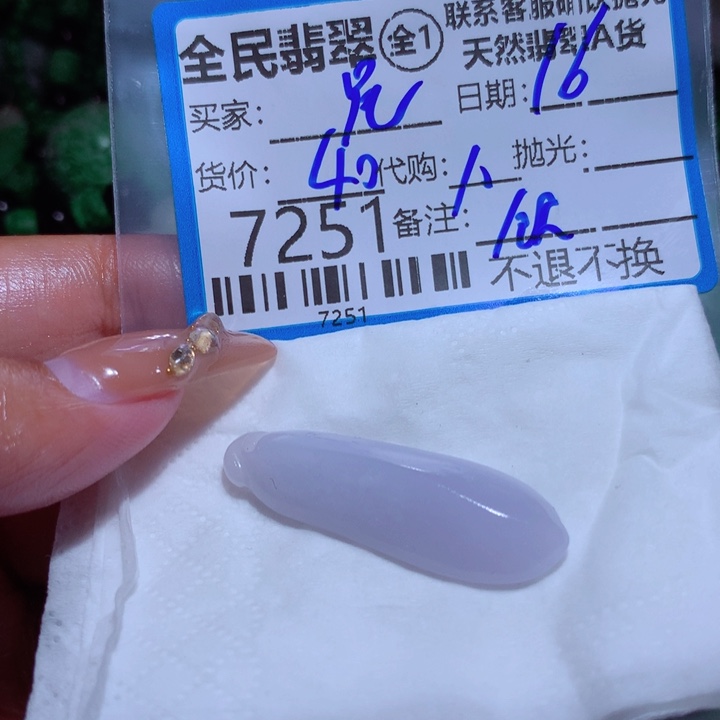 全民翡翠 全1 联系客服
天然翡翠A货
买家: 日期: 16
货价: 40 代购: 抛光:
7251 备注:
不退不换
7251